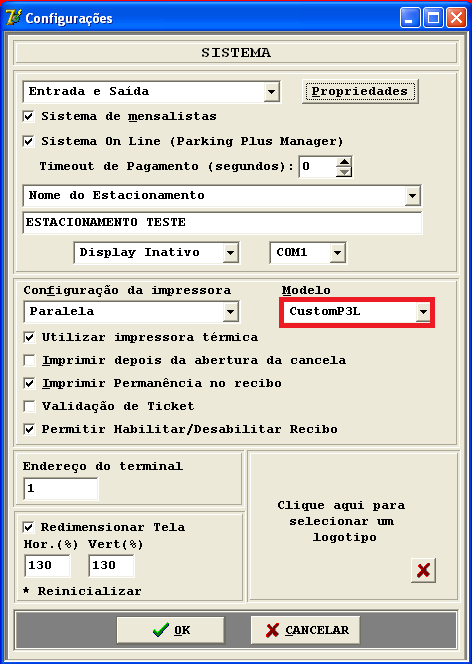 Configurações
SISTEMA
Entrada e Saída
Propriedades
Sistema de mensalistas
Sistema On Line (Parking Plus Manager)
Timeout de Pagamento (segundos): 0
Nome do Estacionamento
ESTACIONAMENTO TESTE
Display Inativo
COM1
Configuração da impressora
Modelo
Paralela
CustomP3L
Utilizar impressora térmica
Imprimir depois da abertura da cancela
Imprimir Permanência no recibo
Validação de Ticket
Permitir Habilitar/Desabilitar Recibo
Endereço do terminal
1
Redimensionar Tela
Hor.(%) Vert(%)
130 130
* Reinicializar
Clique aqui para
selecionar um
logotipo
OK
CANCELAR